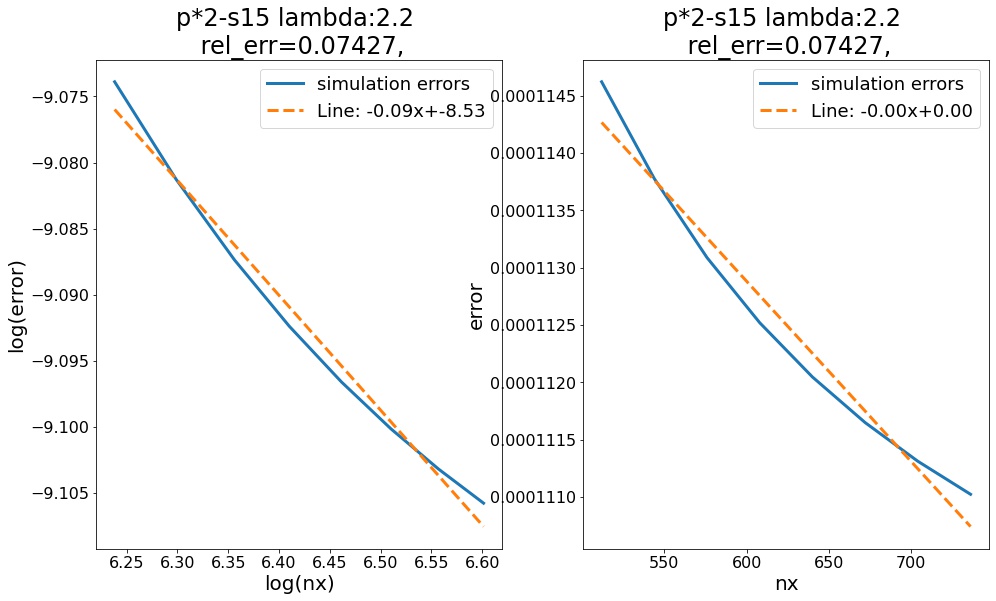 p*2-s15 lambda:2.2
rel_err=0.07427,
simulation errors
Line: -0.09x+-8.53
−9.075
−9.080
−9.085
−9.090
−9.095
−9.100
−9.105
log(error)
6.25 6.30 6.35 6.40 6.45 6.50 6.55 6.60
log(nx)
p*2-s15 lambda:2.2
rel_err=0.07427,
simulation errors
Line: -0.00x+0.00
0.0001145
0.0001140
0.0001135
0.0001130
0.0001125
0.0001120
0.0001115
0.0001110
error
550 600 650 700
nx